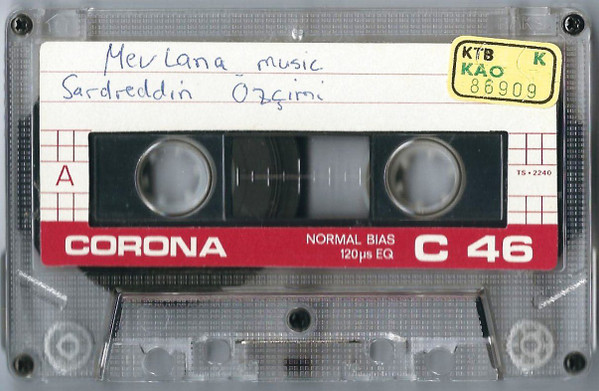 Mevlana music
Sardreddin Özçimi
KTB K
KAO
86909
A
TS • 2240
CORONA
NORMAL BIAS
120µs EQ
C 46